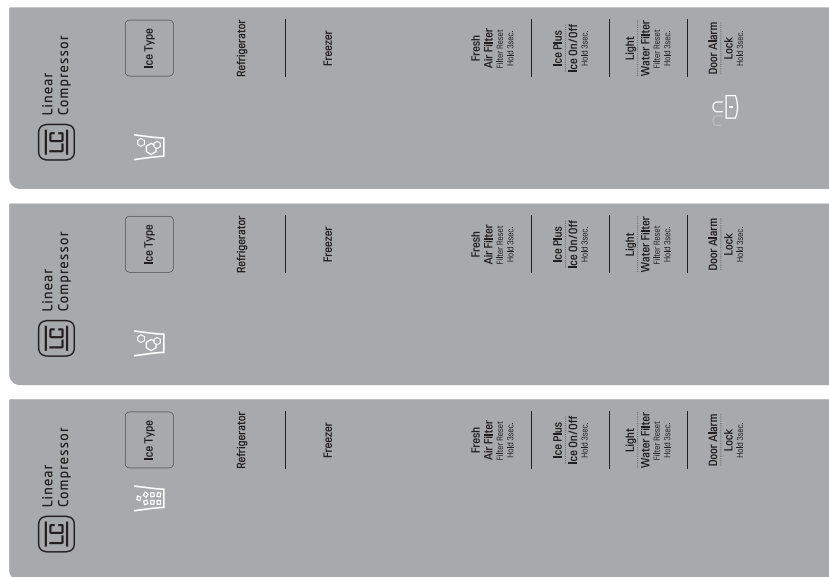 LC
Linear
Compressor
Ice Type
Refrigerator
Freezer
Fresh
Air Filter
Filter Reset
Hold 3sec.
Ice Plus
Ice On/Off
Hold 3sec.
Light
Water Filter
Filter Reset
Hold 3sec.
Door Alarm
Lock
Hold 3sec.
LC
Linear
Compressor
Ice Type
Refrigerator
Freezer
Fresh
Air Filter
Filter Reset
Hold 3sec.
Ice Plus
Ice On/Off
Hold 3sec.
Light
Water Filter
Filter Reset
Hold 3sec.
Door Alarm
Lock
Hold 3sec.
LC
Linear
Compressor
Ice Type
Refrigerator
Freezer
Fresh
Air Filter
Filter Reset
Hold 3sec.
Ice Plus
Ice On/Off
Hold 3sec.
Light
Water Filter
Filter Reset
Hold 3sec.
Door Alarm
Lock
Hold 3sec.